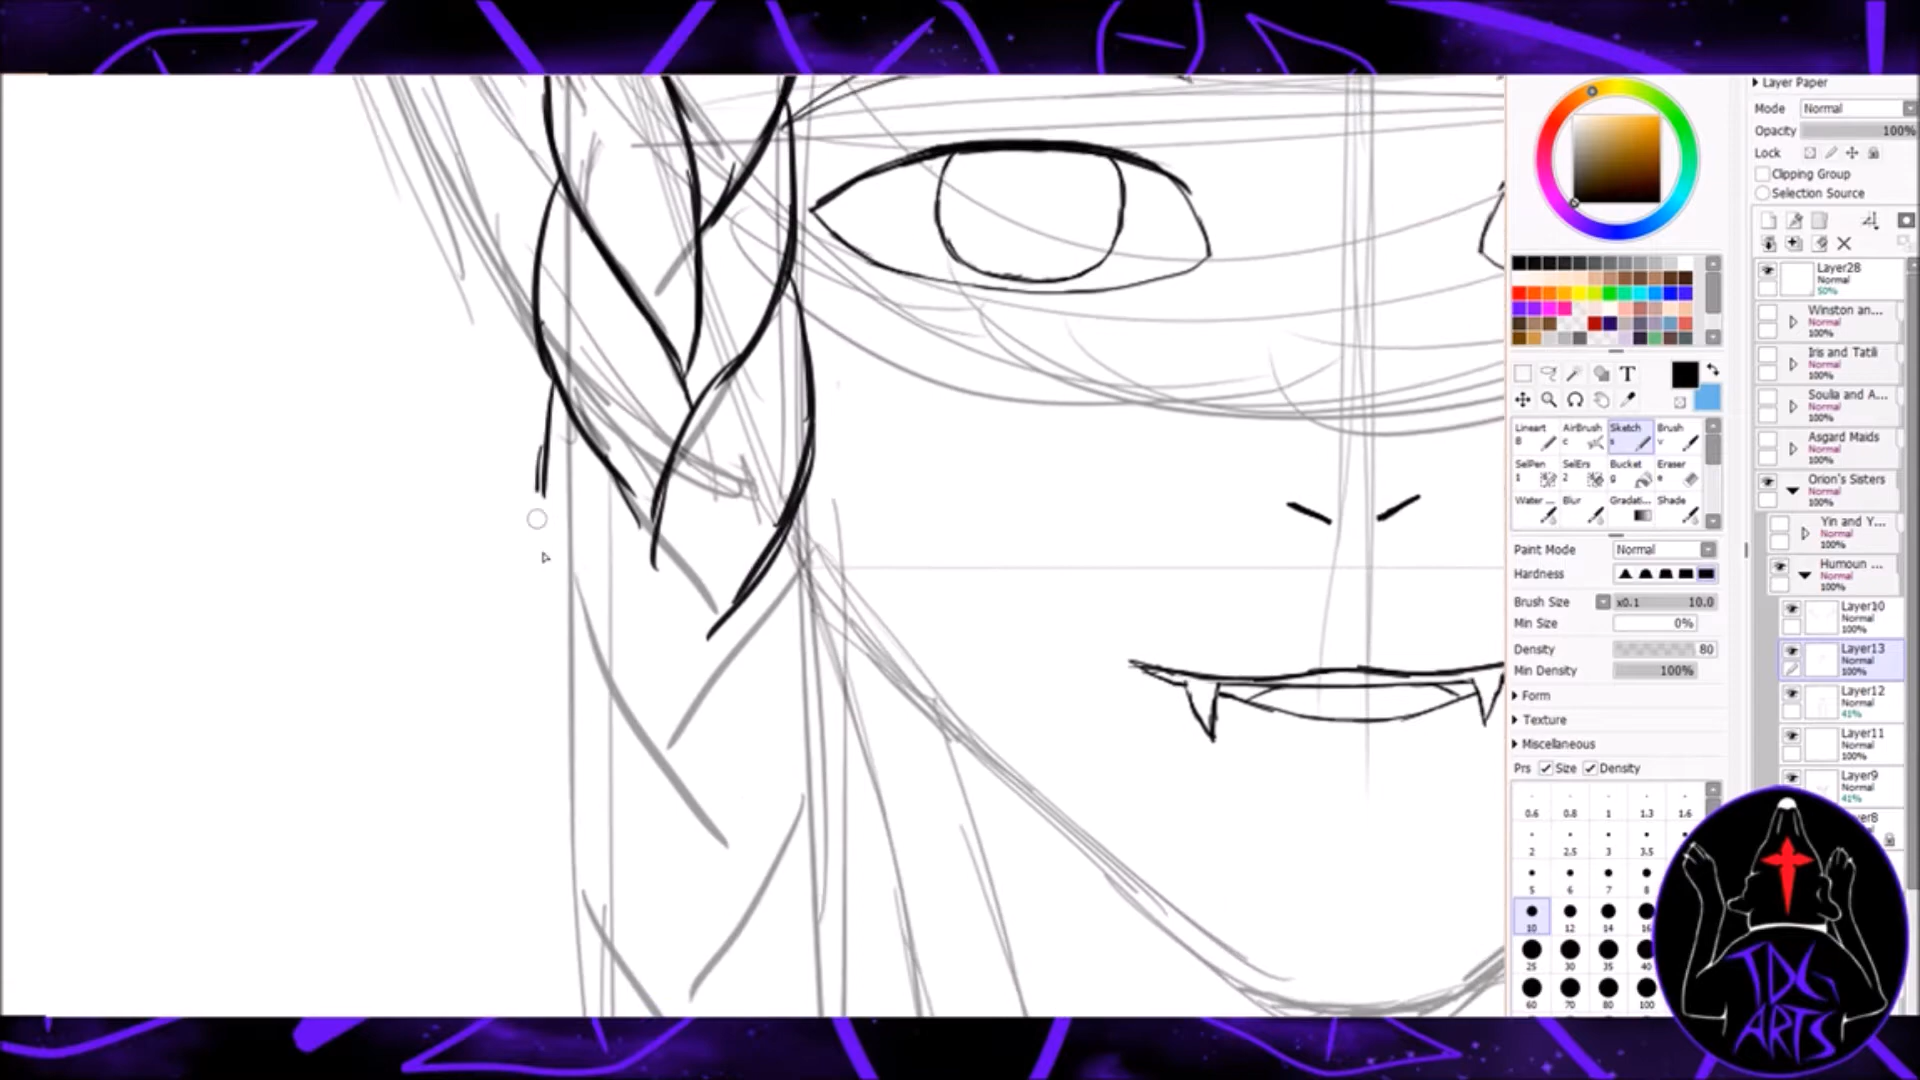 Layer Paper
Mode Normal
Opacity 100%
Lock
Clipping Group
Selection Source
Layer28
Normal
50%
Winston an...
Normal
100%
Iris and Tatili
Normal
100%
Soulia and A...
Normal
100%
Asgard Maids
Normal
100%
Orion's Sisters
Normal
100%
Yin and Y...
Normal
100%
Humoun ...
Normal
100%
Layer10
Normal
100%
Layer13
Normal
100%
Layer12
Normal
41%
Layer11
Normal
100%
Layer9
Normal
41%
T
Lineart AirBrush Sketch Brush
B c s v
SelPen SelErs Bucket Eraser
1 2 g e
Water ... Blur Gradati... Shade
Paint Mode Normal
Hardness
Brush Size x0.1 10.0
Min Size 0%
Density 80
Min Density 100%
Form
Texture
Miscellaneous
Prs Size Density
0.6 0.8 1 1.3 1.6
2 2.5 3 3.5
5 6 7 8
10 12 14 16
25 30 35 40
60 70 80 100
TDG
ARTS